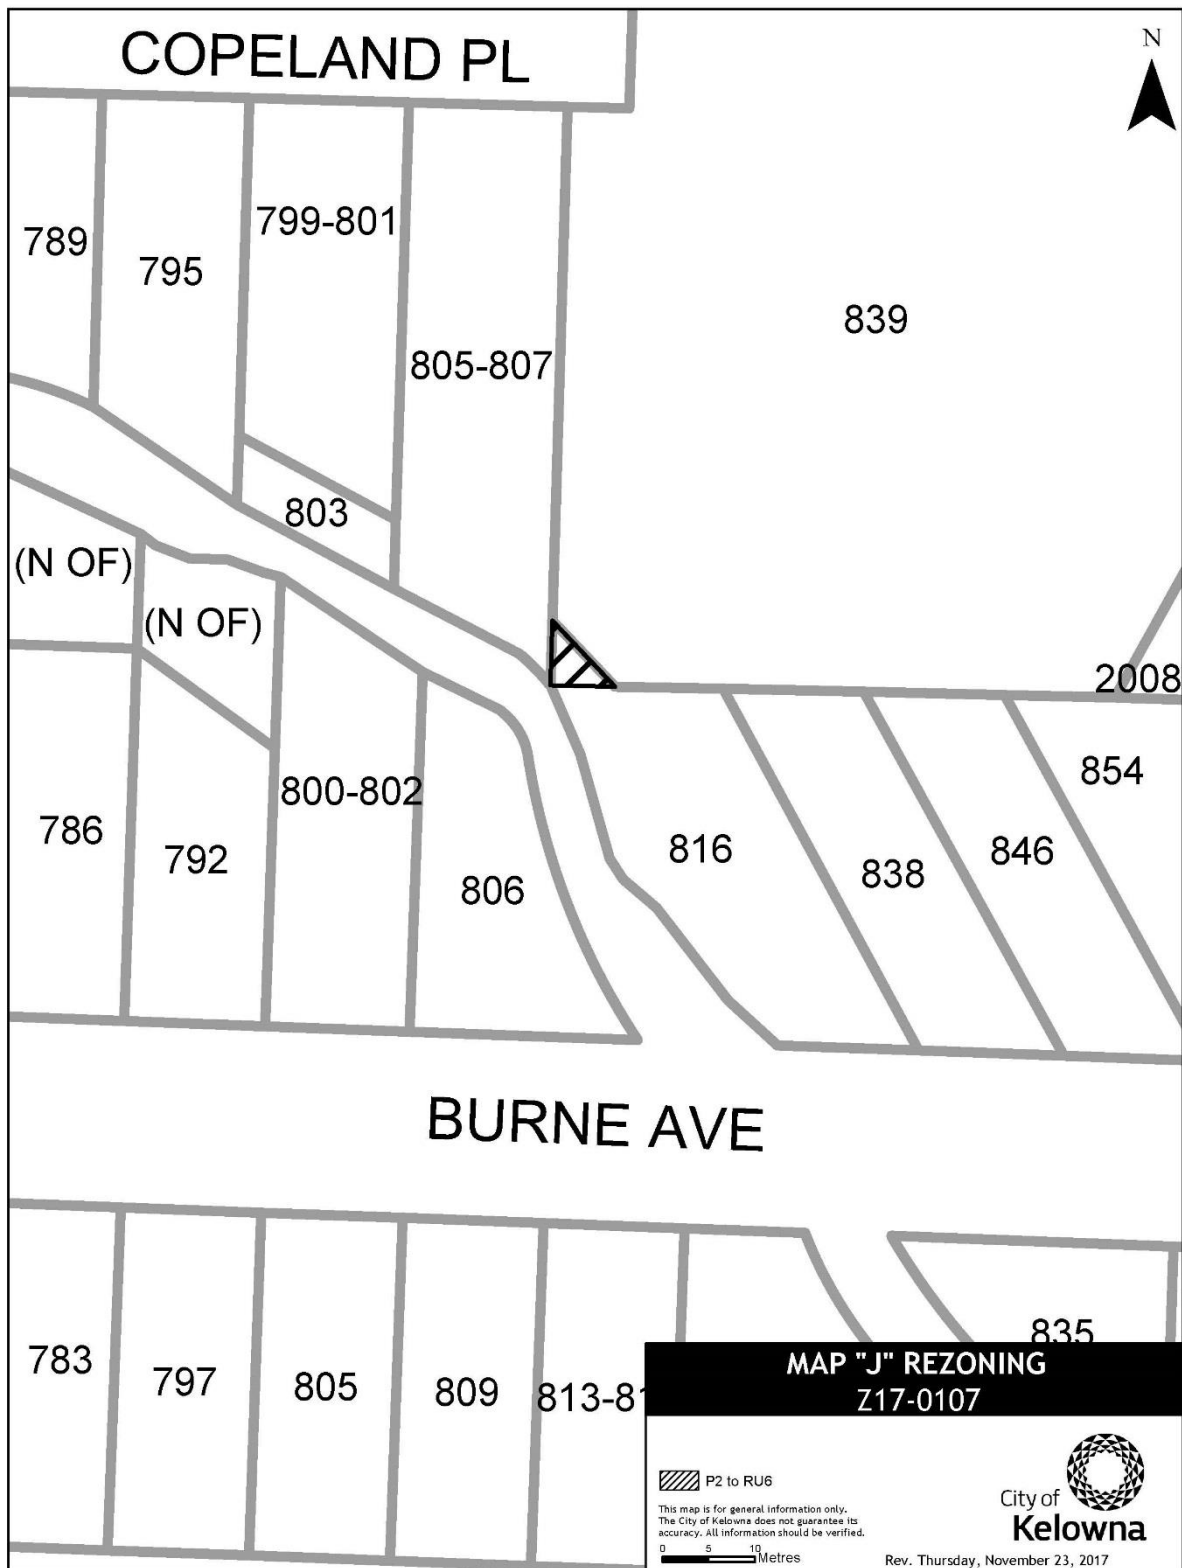 COPELAND PL
N
789
795
799-801
805-807
839
803
(N OF)
(N OF)
2008
786
792
800-802
806
816
838
846
854
BURNE AVE
783
797
805
809
813-8
835
MAP "J" REZONING
Z17-0107
P2 to RU6
This map is for general information only.
The City of Kelowna does not guarantee its
accuracy. All information should be verified.
0 5 10
Metres
City of
Kelowna
Rev. Thursday, November 23, 2017